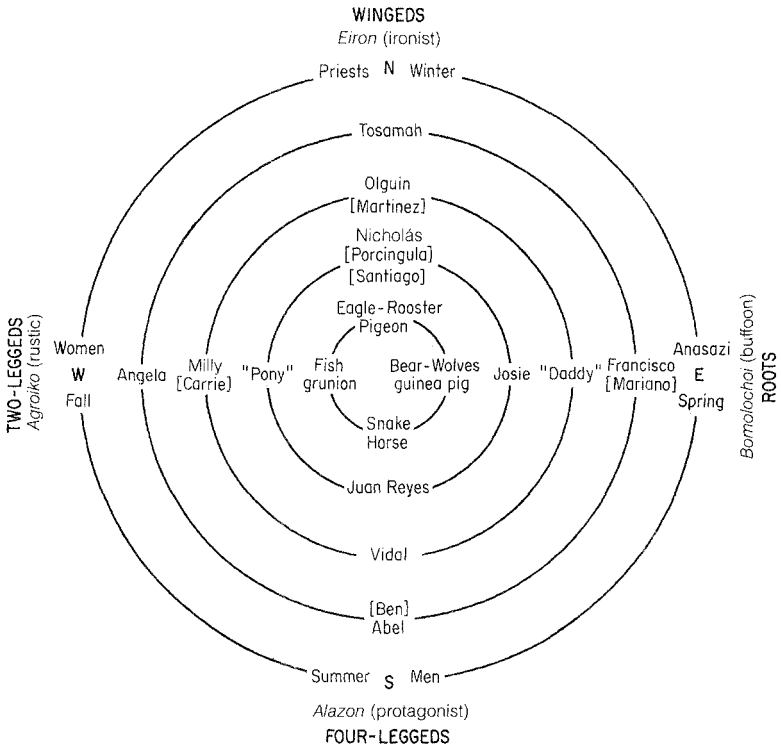 WINGEDS
Eiron (ironist)
Priests N Winter
Tosamah
Olguin
[Martinez]
Nicholás
[Porcingula]
[Santiago]
Eagle-Rooster
Pigeon
TWO-LEGGEDS
Agroiko (rustic)
Women
W
Fall
Angela
Milly
[Carrie]
"Pony"
Fish
grunion
Bear-Wolves
guinea pig
Josie
"Daddy"
Francisco
[Mariano]
Anasazi
E
Spring
Bomolochoi (buffoon)
ROOTS
Snake
Horse
Juan Reyes
Vidal
[Ben]
Abel
Summer S Men
Alazon (protagonist)
FOUR-LEGGEDS